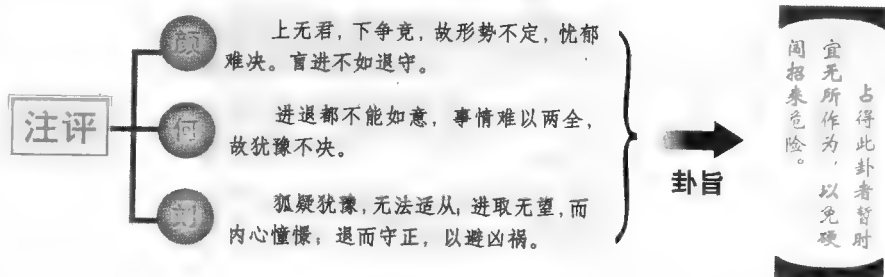 注评
颜
上无君，下争竞，故形势不定，忧郁
难决。盲进不如退守。
何
进退都不能如意，事情难以两全，
故犹豫不决。
刘
狐疑犹豫，无法适从；进取无望，而
内心憧憬；退而守正，以避凶祸。
卦旨
占得此卦者暂时
宜无所作为，以免硬
闯招来危险。